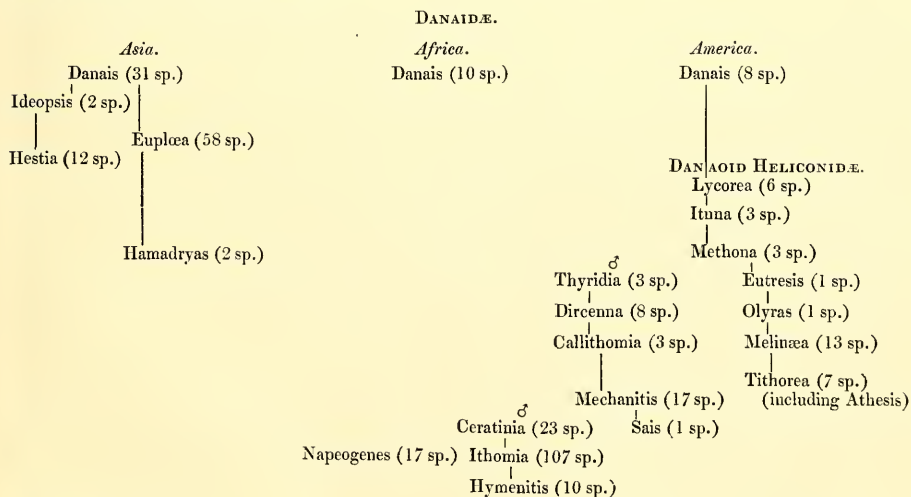 DANAIDÆ.
Asia. Africa. America.
Danais (31 sp.) Danais (10 sp.) Danais (8 sp.)
Ideopsis (2 sp.)
Euplœa (58 sp.)
Hestia (12 sp.)
DANAOID HELICONIDÆ.
Lycorea (6 sp.)
Ituna (3 sp.)
Hamadryas (2 sp.) Methona (3 sp.)
♂
Thyridia (3 sp.) Eutresis (1 sp.)
Dircenna (8 sp.) Olyras (1 sp.)
Callithomia (3 sp.) Melinæa (13 sp.)
Tithorea (7 sp.)
Mechanitis (17 sp.) (including Athesis)
♂
Ceratinia (23 sp.) Sais (1 sp.)
Napeogenes (17 sp.) Ithomia (107 sp.)
Hymenitis (10 sp.)